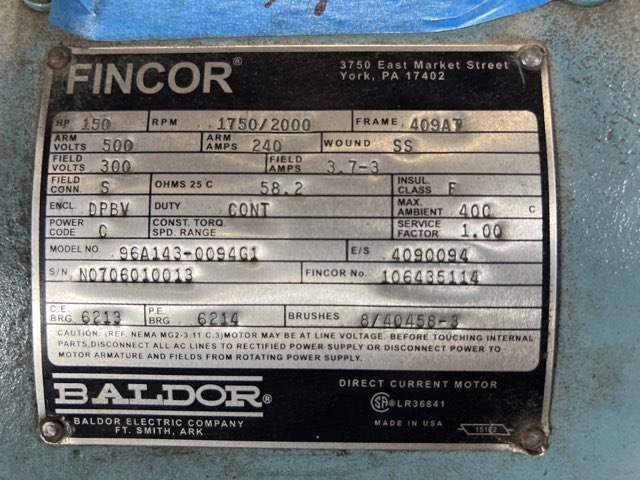 FINCOR®
3750 East Market Street
York, PA 17402
HP 150 RPM 1750/2000 FRAME 409AT
ARM VOLTS 500 ARM AMPS 240 WOUND SS
FIELD VOLTS 300 FIELD AMPS 3.7-3
FIELD CONN. S OHMS 25°C 58.2 INSUL. CLASS F
ENCL DPBV DUTY CONT MAX. AMBIENT 40C C
POWER CODE C CONST. TORQ. SPD. RANGE SERVICE FACTOR 1.00
MODEL NO. 96A143-0094G1 E/S 4090094
S/N N0706010013 FINCOR No. 106435114
C.E. BRG. 6213 P.E. BRG 6214 BRUSHES 8/40458-3
CAUTION: (REF. NEMA MG2-3;11 C.3)MOTOR MAY BE AT LINE VOLTAGE. BEFORE TOUCHING INTERNAL
PARTS,DISCONNECT ALL AC LINES TO RECTIFIED POWER SUPPLY OR DISCONNECT POWER TO
MOTOR ARMATURE AND FIELDS FROM ROTATING POWER SUPPLY.
BALDOR®
BALDOR ELECTRIC COMPANY
FT. SMITH, ARK
DIRECT CURRENT MOTOR
SA ® LR36841
MADE IN USA